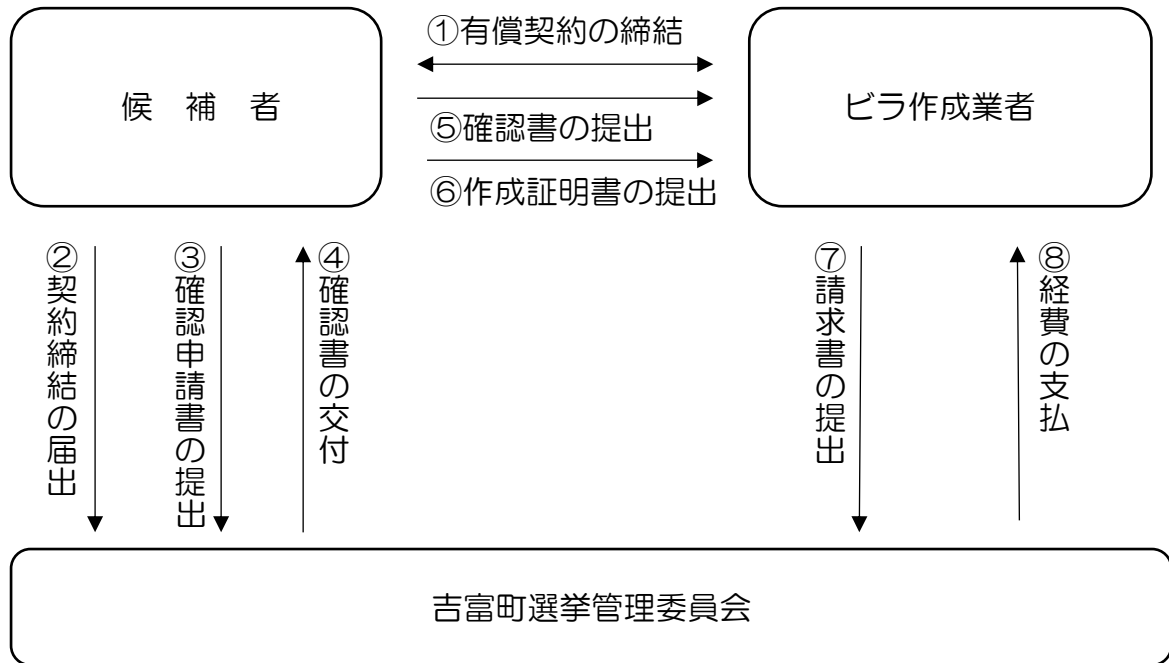 ①有償契約の締結
候　補　者
ビラ作成業者
⑤確認書の提出
⑥作成証明書の提出
②契約締結の届出
③確認申請書の提出
④確認書の交付
⑦請求書の提出
⑧経費の支払
吉富町選挙管理委員会